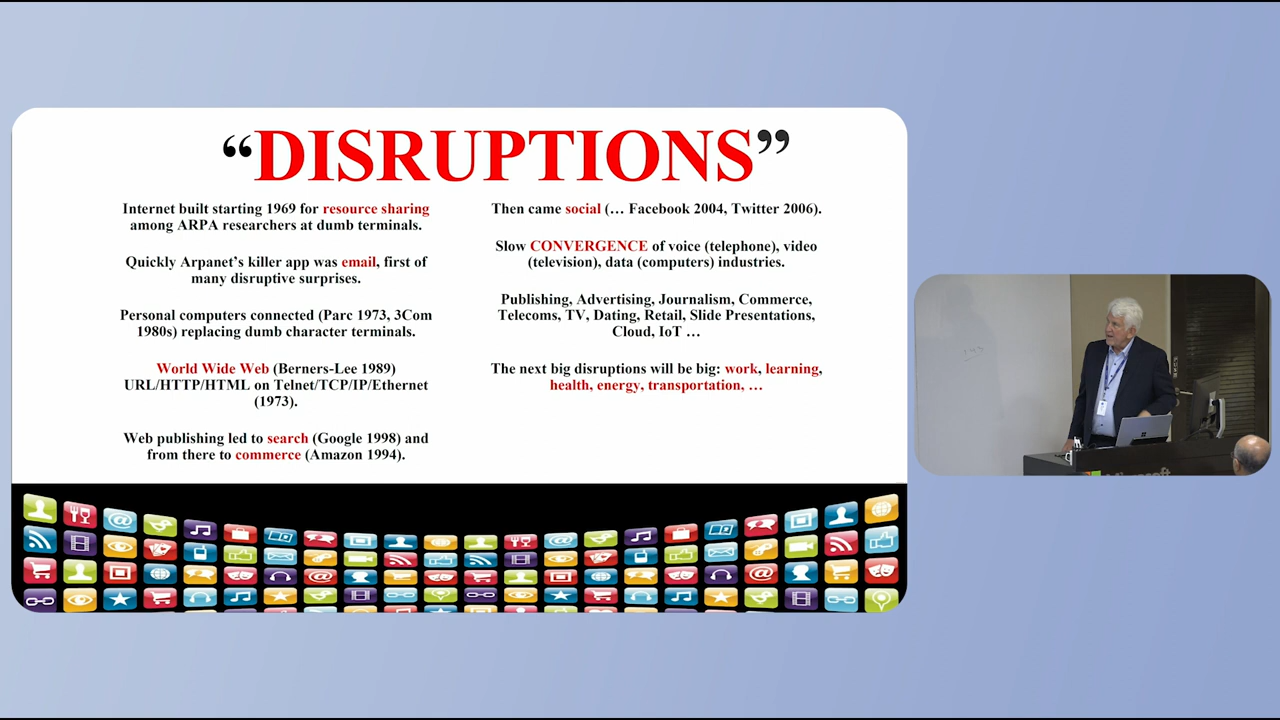 “DISRUPTIONS”
Internet built starting 1969 for resource sharing
among ARPA researchers at dumb terminals.
Quickly Arpanet’s killer app was email, first of
many disruptive surprises.
Personal computers connected (Parc 1973, 3Com
1980s) replacing dumb character terminals.
World Wide Web (Berners-Lee 1989)
URL/HTTP/HTML on Telnet/TCP/IP/Ethernet
(1973).
Web publishing led to search (Google 1998) and
from there to commerce (Amazon 1994).
Then came social (… Facebook 2004, Twitter 2006).
Slow CONVERGENCE of voice (telephone), video
(television), data (computers) industries.
Publishing, Advertising, Journalism, Commerce,
Telecoms, TV, Dating, Retail, Slide Presentations,
Cloud, IoT …
The next big disruptions will be big: work, learning,
health, energy, transportation, …
Microsoft